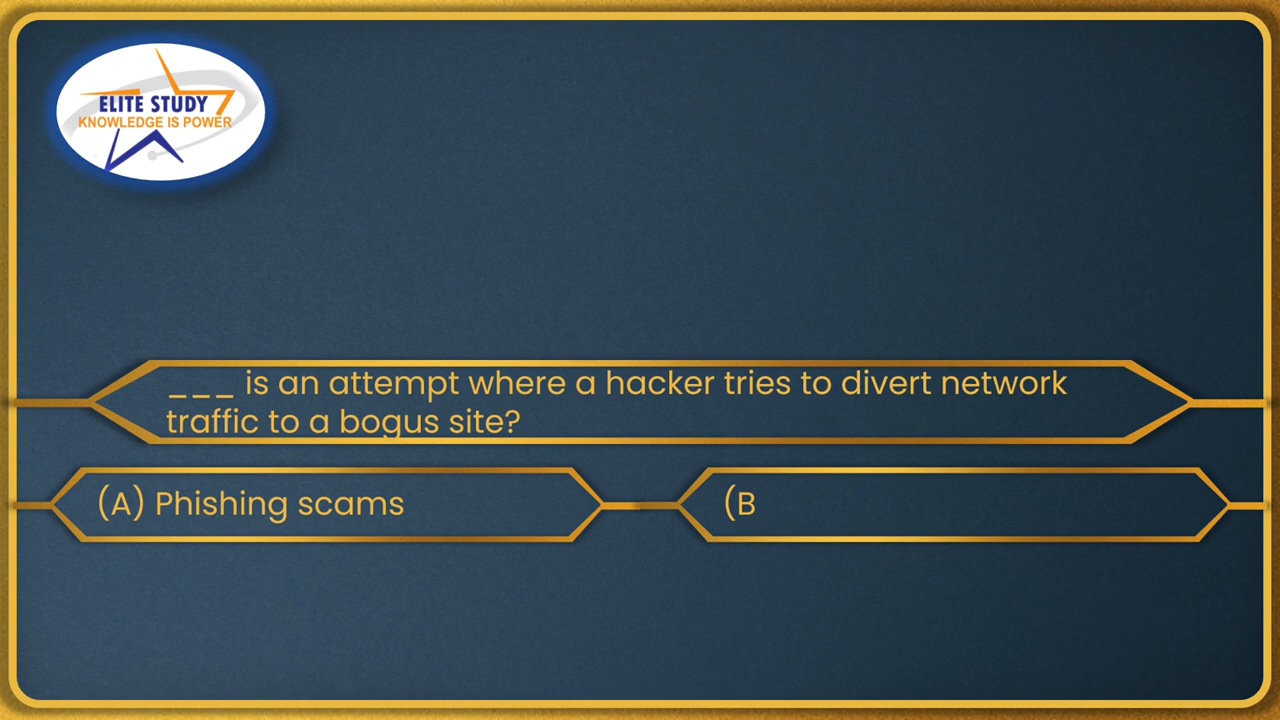 ELITE STUDY
KNOWLEDGE IS POWER
___ is an attempt where a hacker tries to divert network
traffic to a bogus site?
(A) Phishing scams
(B